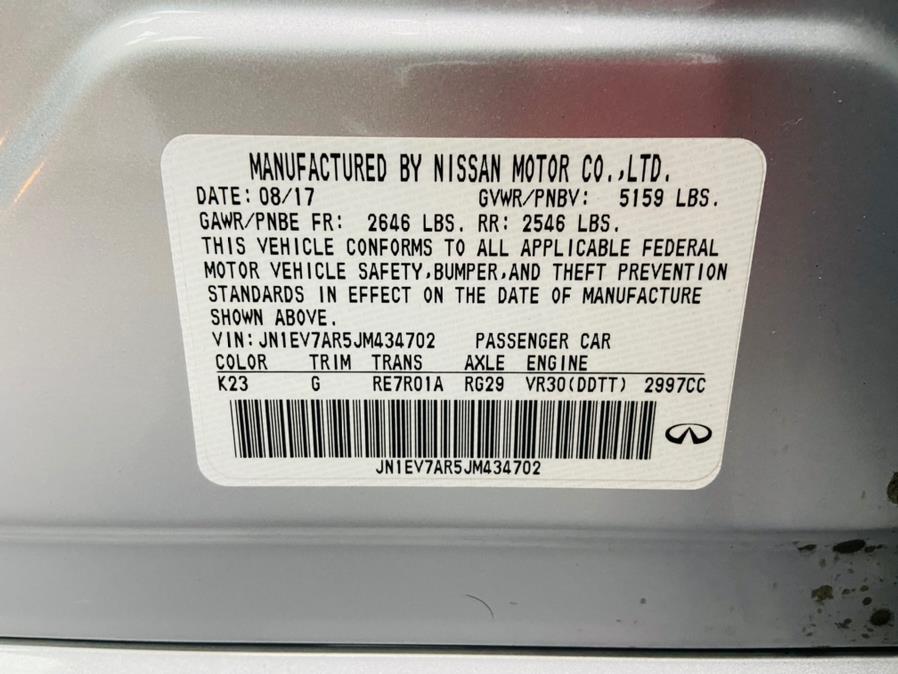 MANUFACTURED BY NISSAN MOTOR CO.,LTD.
DATE: 08/17 GVWR/PNBV: 5159 LBS.
GAWR/PNBE FR: 2646 LBS. RR: 2546 LBS.
THIS VEHICLE CONFORMS TO ALL APPLICABLE FEDERAL
MOTOR VEHICLE SAFETY,BUMPER,AND THEFT PREVENTION
STANDARDS IN EFFECT ON THE DATE OF MANUFACTURE
SHOWN ABOVE.
VIN:JN1EV7AR5JM434702 PASSENGER CAR
COLOR TRIM TRANS AXLE ENGINE
K23 G RE7R01A RG29 VR30(DDTT) 2997CC
JN1EV7AR5JM434702